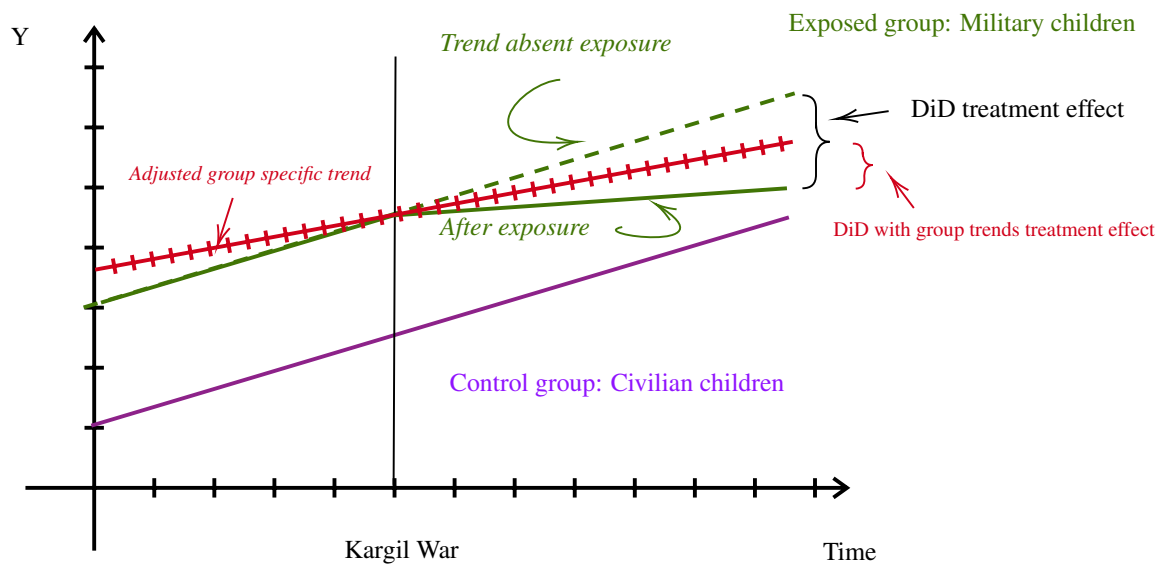 Exposed group: Military children
Y
Trend absent exposure
DiD treatment effect
Adjusted group specific trend
After exposure
DiD with group trends treatment effect
Control group: Civilian children
Kargil War
Time